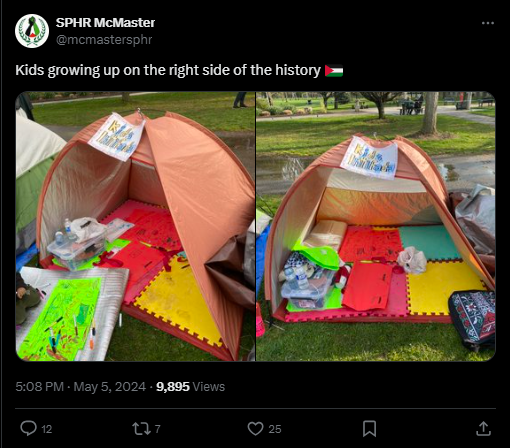 SPHR McMaster
@mcmastersphr
Kids growing up on the right side of the history
5:08 PM · May 5, 2024 · 9,895 Views
12
7
25